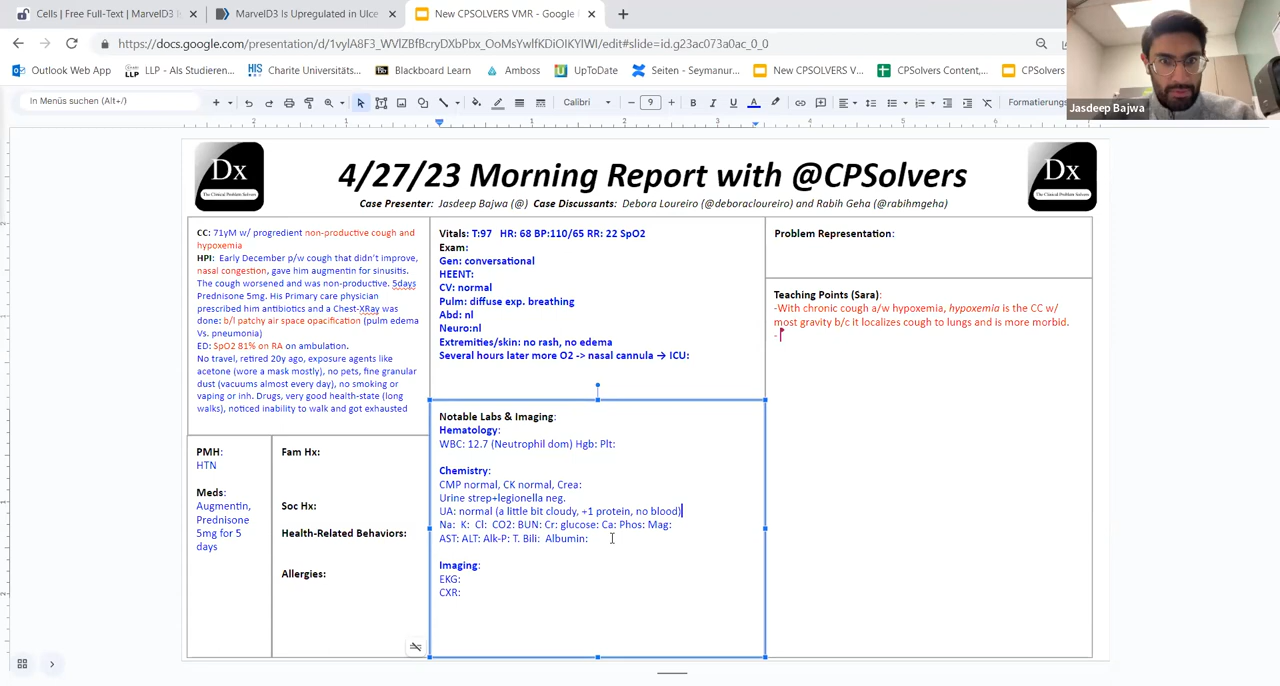 Cells | Free Full-Text | MarvelD3 I
MarvelD3 Is Upregulated in Ulce
New CPSOLVERS VMR - Google
https://docs.google.com/presentation/d/1vylA8F3_WVlZBfBcryDXbPbx_OoMsYwlfKDiOIKYlWI/edit#slide=id.g23ac073a0ac_0_0
Outlook Web App
LLP - Als Studieren...
Charite Universitäts...
Blackboard Learn
Amboss
UpToDate
Seiten - Seymanur...
New CPSOLVERS V...
CPSolvers Content,...
CPSolvers
In Menüs suchen (Alt+/)
Calibri
9
Formatierungs
Jasdeep Bajwa
Dx
The Clinical Problem Solvers
4/27/23 Morning Report with @CPSolvers
Case Presenter: Jasdeep Bajwa (@) Case Discussants: Debora Loureiro (@deboracloureiro) and Rabih Geha (@rabihmgeha)
Dx
The Clinical Problem Solvers
CC: 71yM w/ progredient non-productive cough and
hypoxemia
HPI: Early December p/w cough that didn't improve,
nasal congestion, gave him augmentin for sinusitis.
The cough worsened and was non-productive. 5days
Prednisone 5mg. His Primary care physician
prescribed him antibiotics and a Chest-XRay was
done: b/l patchy air space opacification (pulm edema
Vs. pneumonia)
ED: SpO2 81% on RA on ambulation.
No travel, retired 20y ago, exposure agents like
acetone (wore a mask mostly), no pets, fine granular
dust (vacuums almost every day), no smoking or
vaping or inh. Drugs, very good health-state (long
walks), noticed inability to walk and got exhausted
PMH:
HTN
Meds:
Augmentin,
Prednisone
5mg for 5
days
Fam Hx:
Soc Hx:
Health-Related Behaviors:
Allergies:
Vitals: T:97 HR: 68 BP:110/65 RR: 22 SpO2
Exam:
Gen: conversational
HEENT:
CV: normal
Pulm: diffuse exp. breathing
Abd: nl
Neuro:nl
Extremities/skin: no rash, no edema
Several hours later more O2 -> nasal cannula → ICU:
Notable Labs & Imaging:
Hematology:
WBC: 12.7 (Neutrophil dom) Hgb: Plt:
Chemistry:
CMP normal, CK normal, Crea:
Urine strep+legionella neg.
UA: normal (a little bit cloudy, +1 protein, no blood)
Na: K: Cl: CO2: BUN: Cr: glucose: Ca: Phos: Mag:
AST: ALT: Alk-P: T. Bili: Albumin:
Imaging:
EKG:
CXR:
Problem Representation:
Teaching Points (Sara):
-With chronic cough a/w hypoxemia, hypoxemia is the CC w/
most gravity b/c it localizes cough to lungs and is more morbid.
-